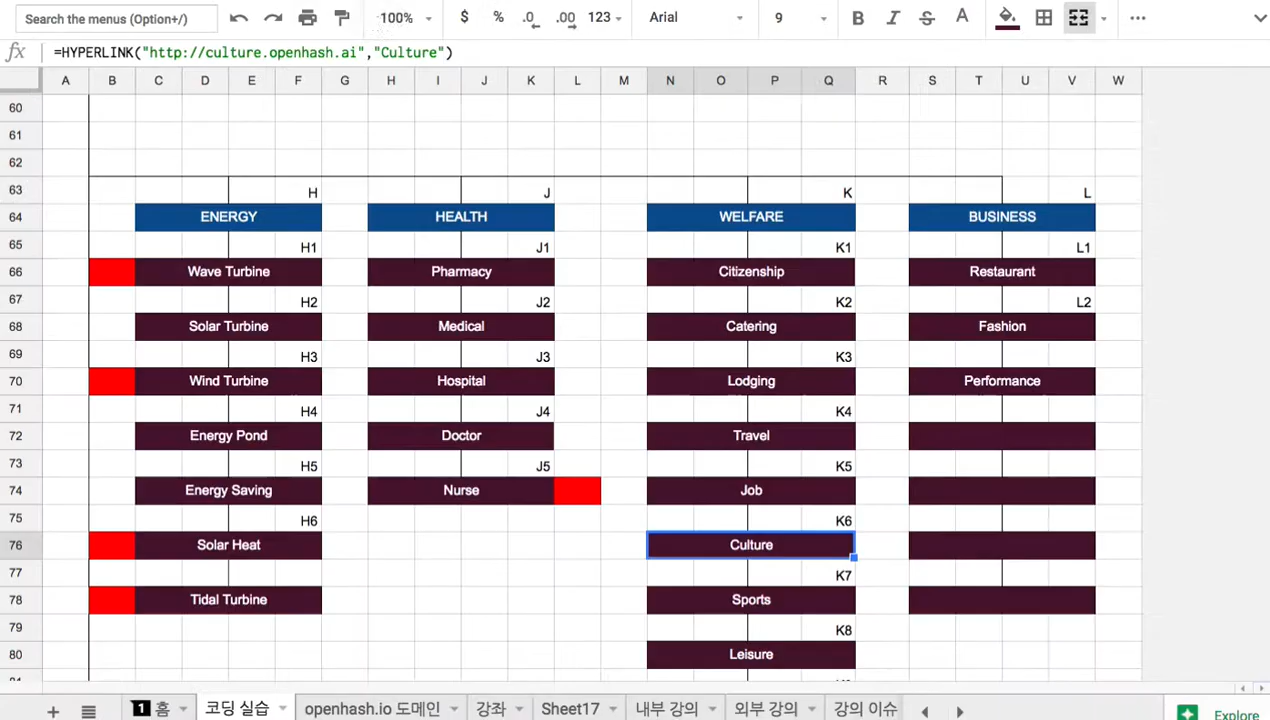 Search the menus (Option+/) 100% $ % .0 .00 123 Arial 9 B I S A
fx =HYPERLINK("http://culture.openhash.ai","Culture")
A B C D E F G H I J K L M N O P Q R S T U V W
60
61
62
63 H J K L
64 ENERGY HEALTH WELFARE BUSINESS
65 H1 J1 K1 L1
66 Wave Turbine Pharmacy Citizenship Restaurant
67 H2 J2 K2 L2
68 Solar Turbine Medical Catering Fashion
69 H3 J3 K3
70 Wind Turbine Hospital Lodging Performance
71 H4 J4 K4
72 Energy Pond Doctor Travel
73 H5 J5 K5
74 Energy Saving Nurse Job
75 H6 K6
76 Solar Heat Culture
77 K7
78 Tidal Turbine Sports
79 K8
80 Leisure
1 홈 코딩 실습 openhash.io 도메인 강좌 Sheet17 내부 강의 외부 강의 강의 이슈 Explore